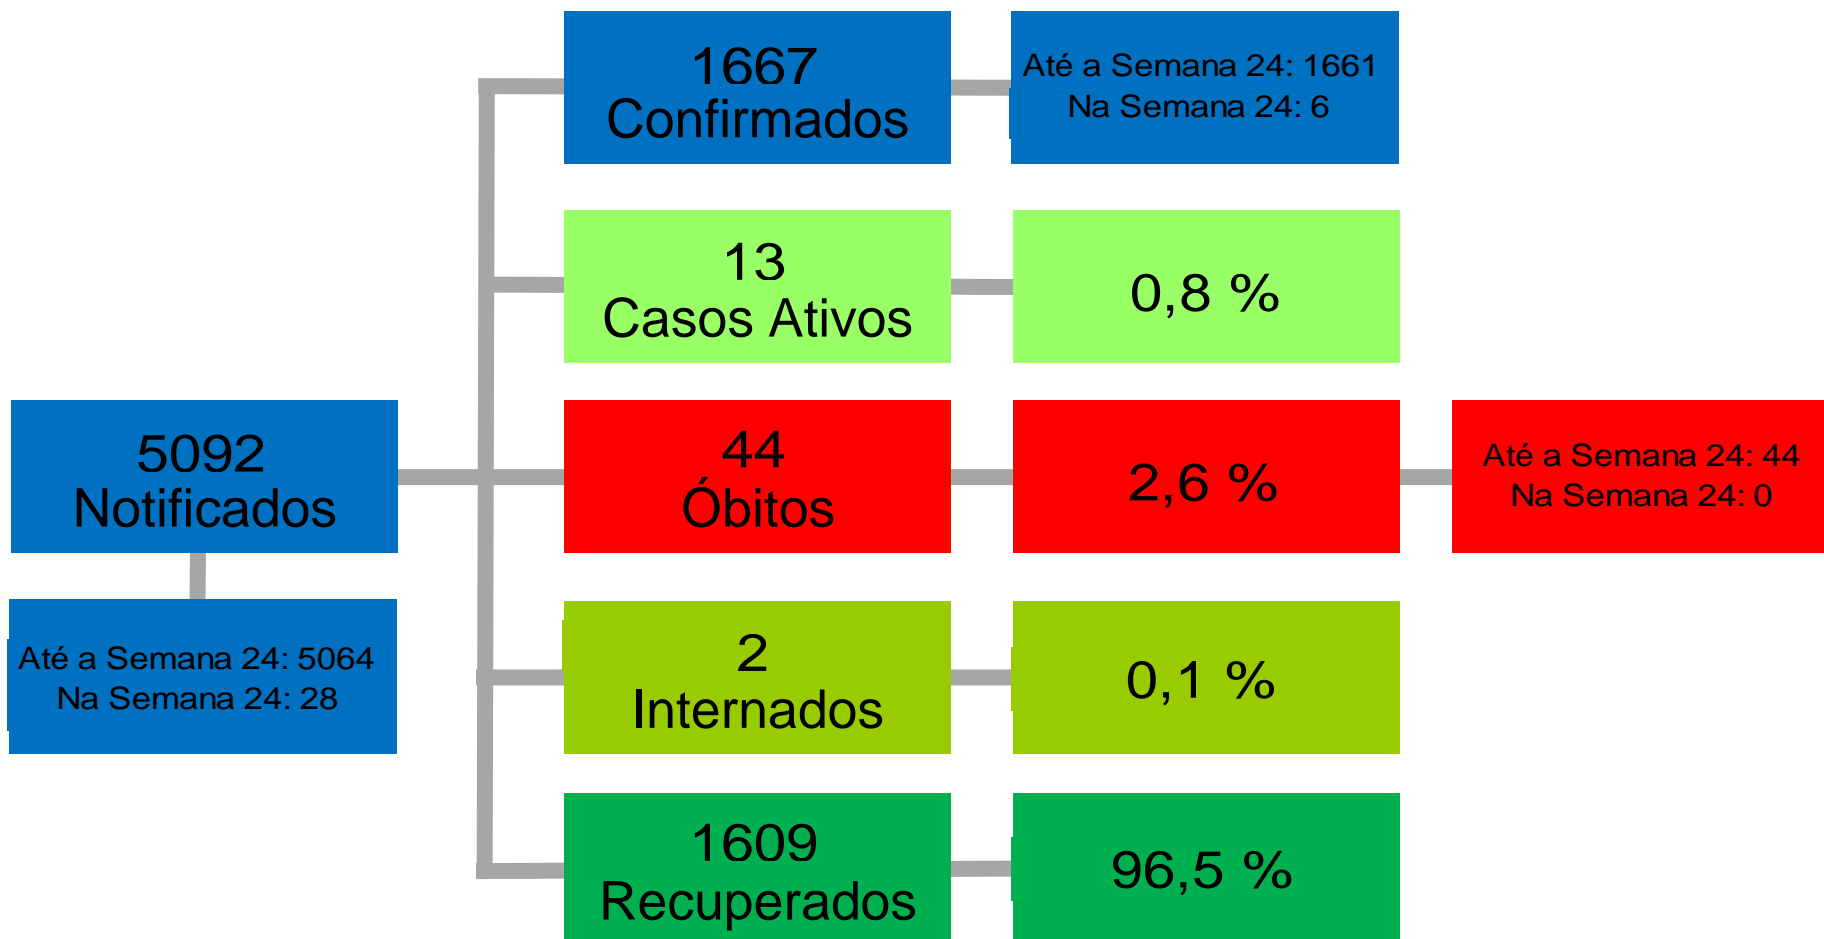 1667
Confirmados
Até a Semana 24: 1661
Na Semana 24: 6
13
Casos Ativos
0,8 %
5092
Notificados
44
Óbitos
2,6 %
Até a Semana 24: 44
Na Semana 24: 0
Até a Semana 24: 5064
Na Semana 24: 28
2
Internados
0,1 %
1609
Recuperados
96,5 %